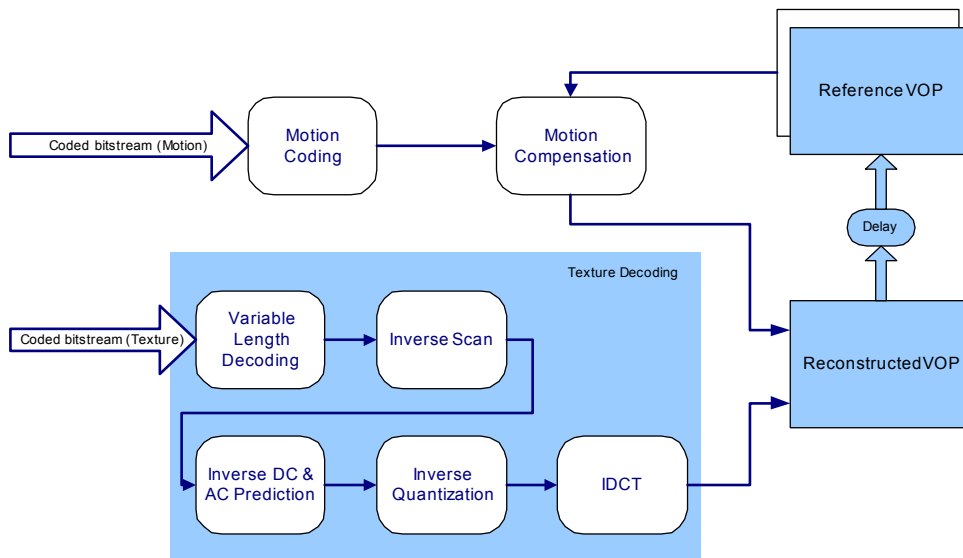 Reference VOP
Coded bitstream (Motion)
Motion
Coding
Motion
Compensation
Delay
Texture Decoding
Coded bitstream (Texture)
Variable
Length
Decoding
Inverse Scan
Reconstructed VOP
Inverse DC &
AC Prediction
Inverse
Quantization
IDCT